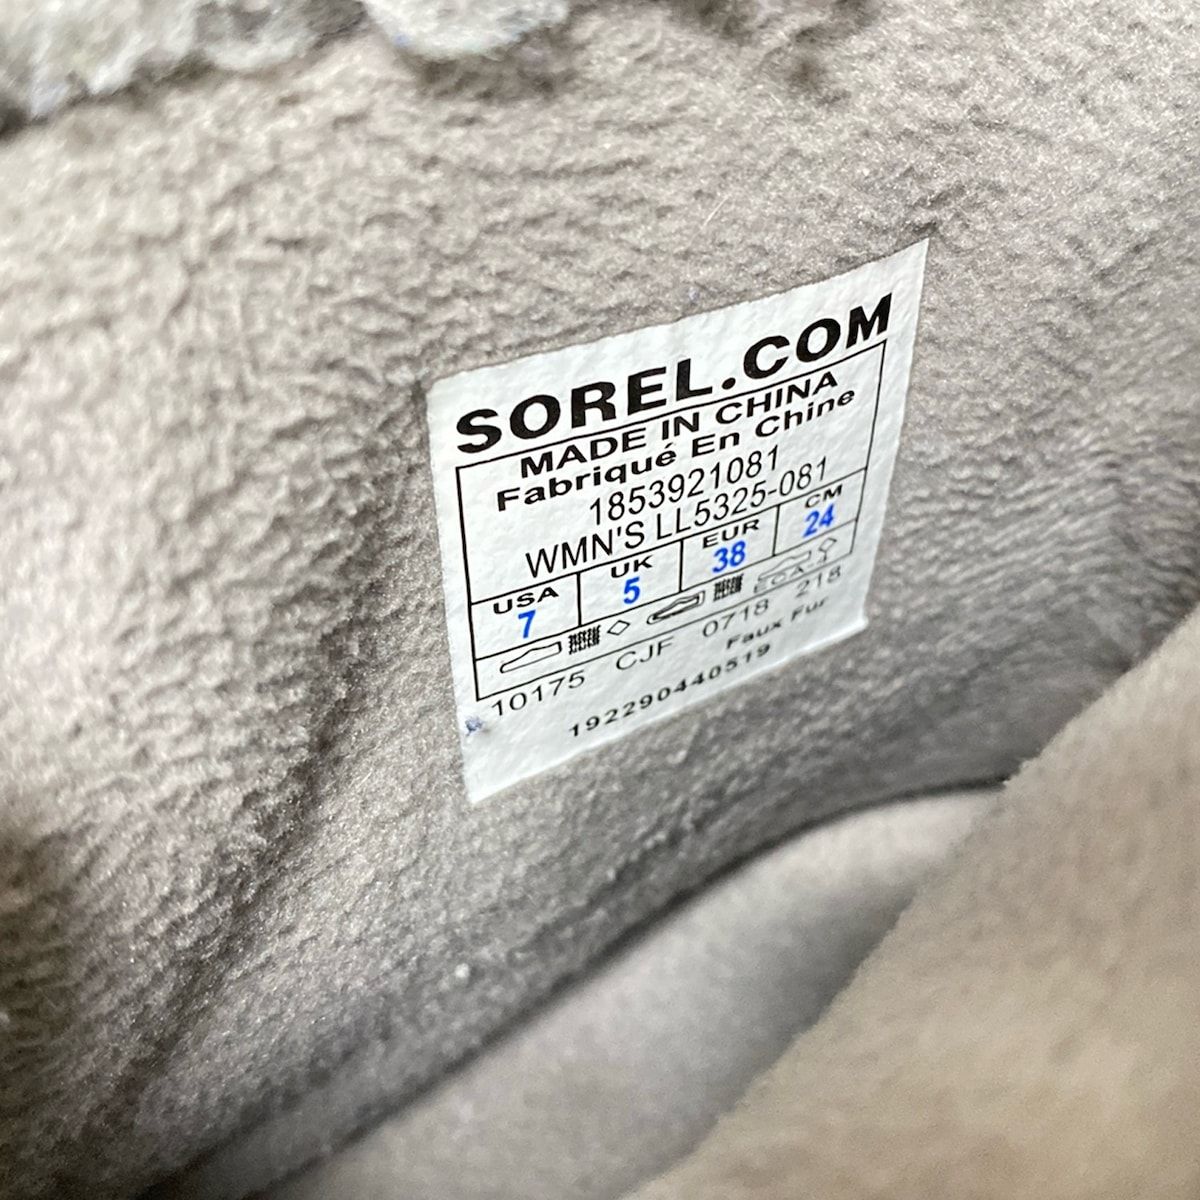 SOREL.COM
MADE IN CHINA
Fabriqué En Chine
1853921081
WMN'S LL5325-081
USA UK EUR CM
7 5 38 24
10175 CJF 0718 218
Faux Fur
192290440519